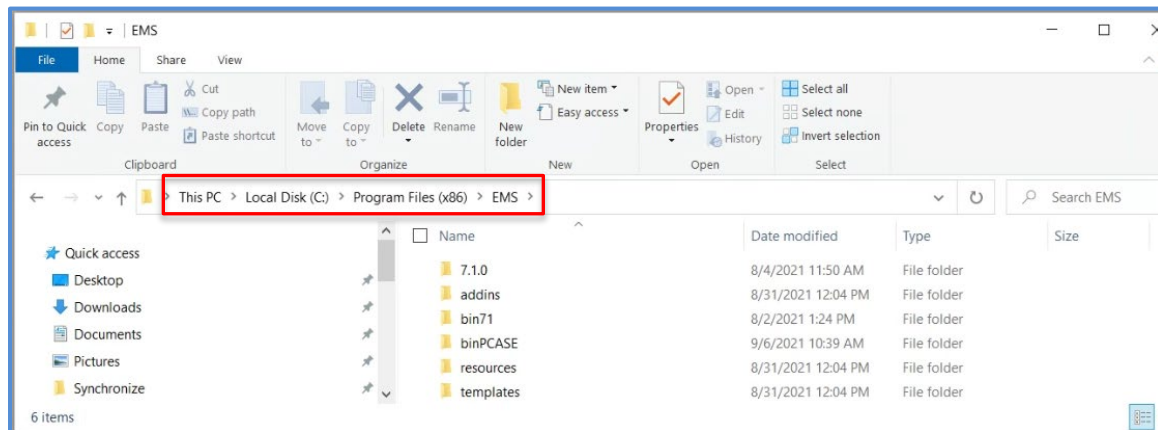 EMS
File Home Share View
Pin to Quick access
Copy
Paste
Cut
Copy path
Paste shortcut
Clipboard
Move to
Copy to
Delete
Rename
Organize
New folder
New item
Easy access
New
Properties
Open
Edit
History
Open
Select all
Select none
Invert selection
Select
This PC > Local Disk (C:) > Program Files (x86) > EMS >
Search EMS
Quick access
Desktop
Downloads
Documents
Pictures
Synchronize
Name Date modified Type Size
7.1.0 8/4/2021 11:50 AM File folder
addins 8/31/2021 12:04 PM File folder
bin71 8/2/2021 1:24 PM File folder
binPCASE 9/6/2021 10:39 AM File folder
resources 8/31/2021 12:04 PM File folder
templates 8/31/2021 12:04 PM File folder
6 items